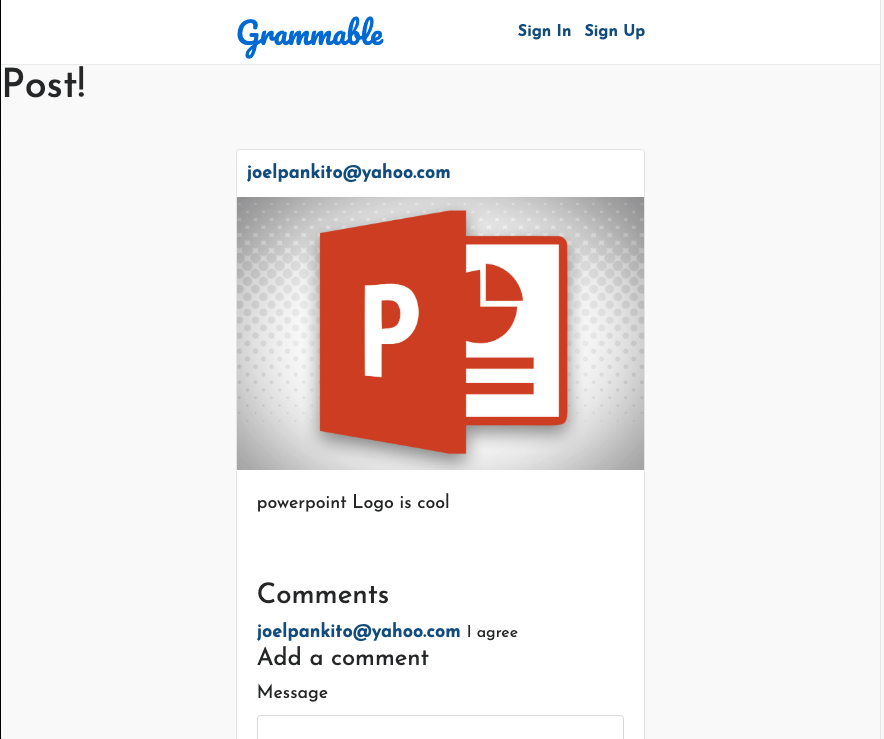 Grammable
Sign In Sign Up
Post!
joelpankito@yahoo.com
P
powerpoint Logo is cool
Comments
joelpankito@yahoo.com I agree
Add a comment
Message